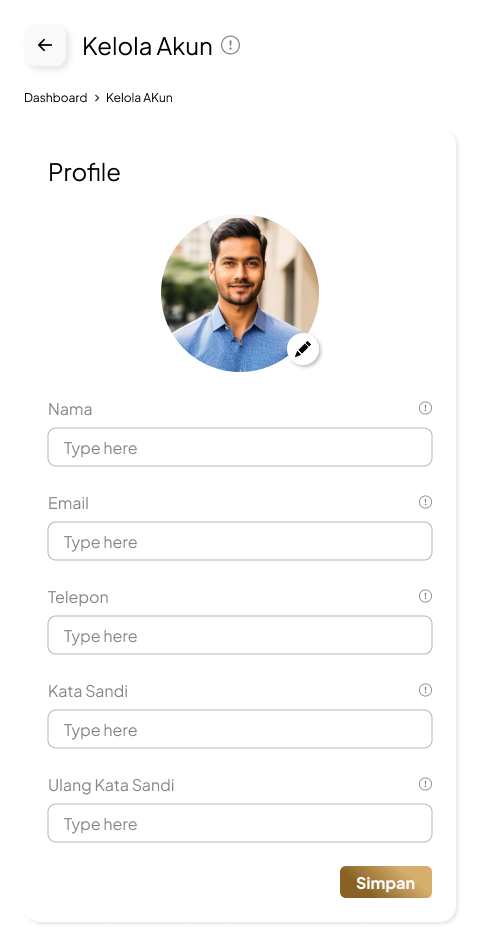 Kelola Akun
Dashboard > Kelola AKun
Profile
Nama
Type here
Email
Type here
Telepon
Type here
Kata Sandi
Type here
Ulang Kata Sandi
Type here
Simpan